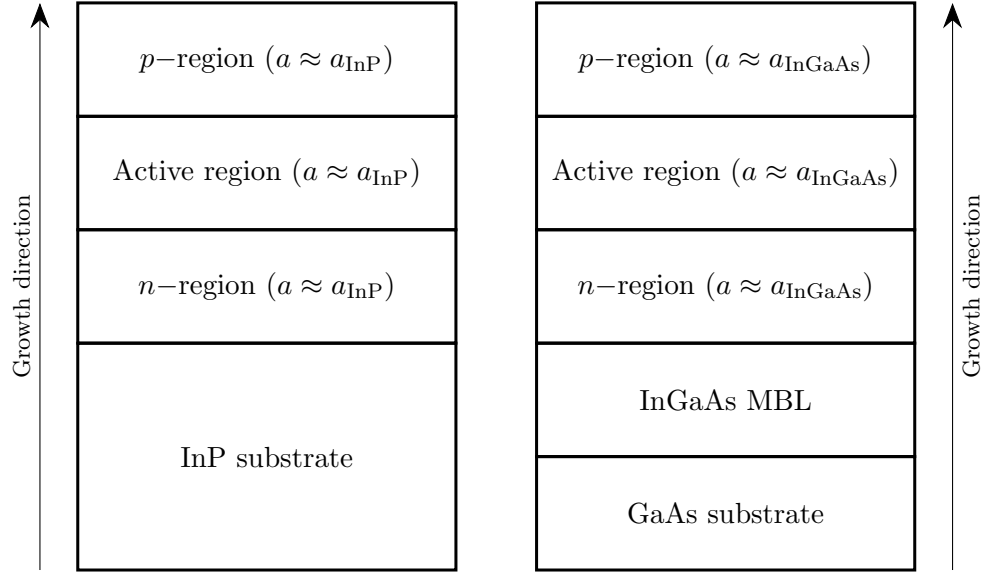 Growth direction
p−region (a ≈ a_InP)
Active region (a ≈ a_InP)
n−region (a ≈ a_InP)
InP substrate
p−region (a ≈ a_InGaAs)
Active region (a ≈ a_InGaAs)
n−region (a ≈ a_InGaAs)
InGaAs MBL
GaAs substrate
Growth direction